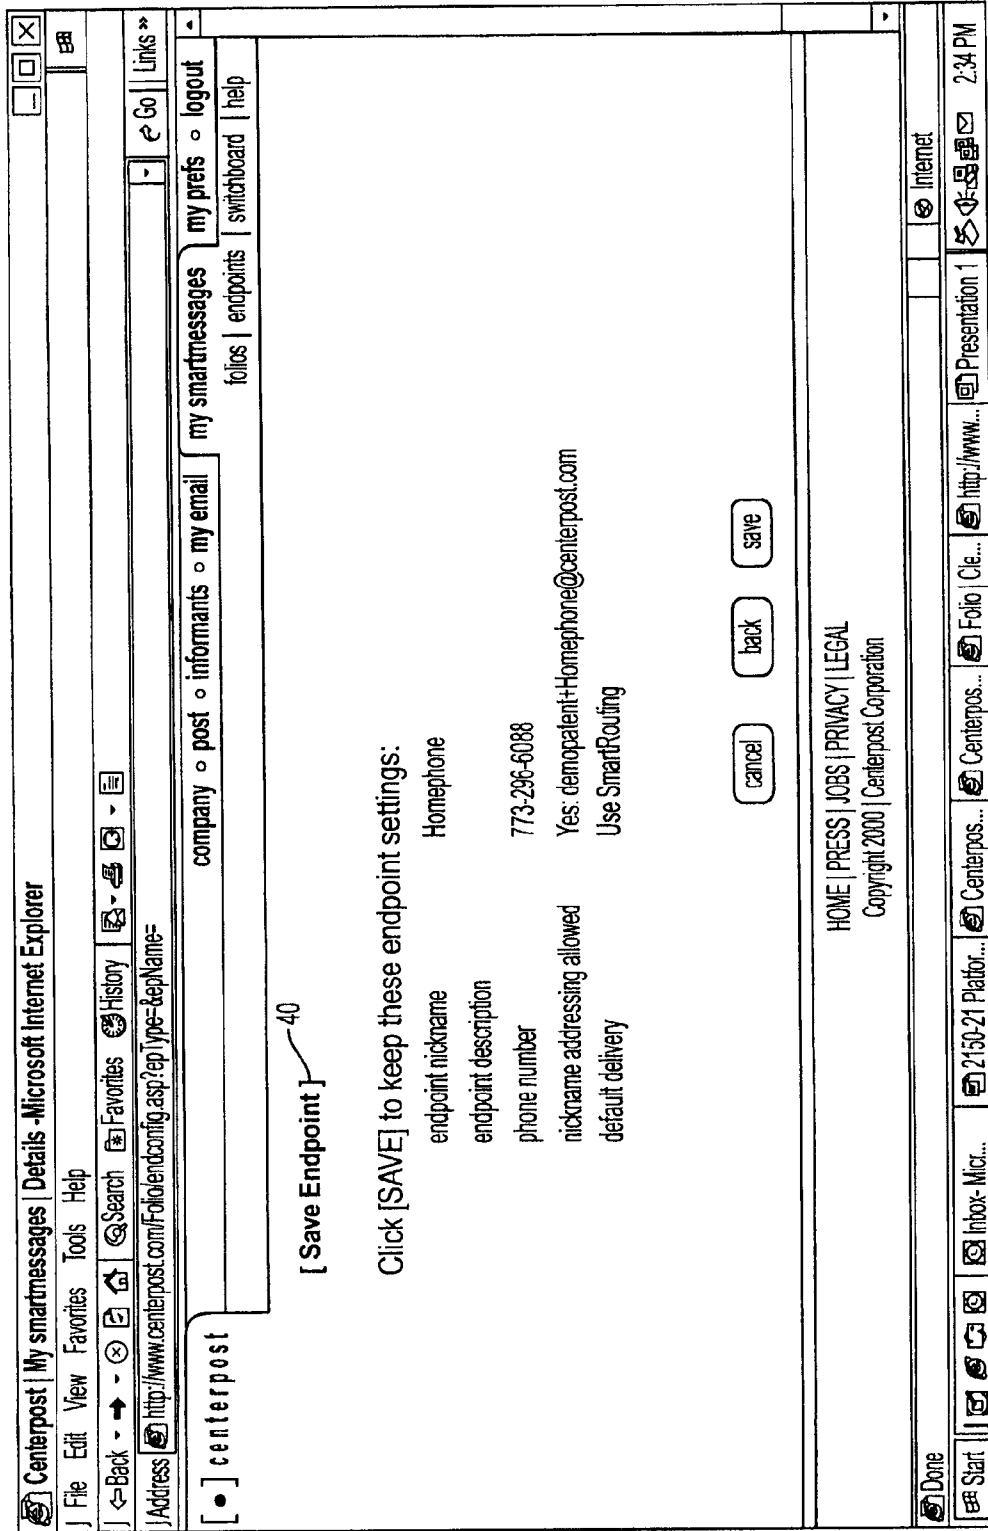 Centerpost | My smartmessages | Details -Microsoft Internet Explorer
File Edit View Favorites Tools Help
Back Search Favorites History
Address http://www.centerpost.com/Folio/endconfig.asp?epType=&epName= Go Links »
[ • ] centerpost
company o post o informants o my email my smartmessages my prefs o logout
folios | endpoints | switchboard | help
[ Save Endpoint ] 40
Click [SAVE] to keep these endpoint settings:
endpoint nickname Homephone
endpoint description
phone number 773-296-6088
nickname addressing allowed Yes: demopatent+Homephone@centerpost.com
default delivery Use SmartRouting
cancel back save
HOME | PRESS | JOBS | PRIVACY | LEGAL
Copyright 2000 | Centerpost Corporation
Done Internet
Start Inbox- Micr... 2150-21 Platfor... Centerpos... Centerpos... Folio | Cle... http://www... Presentation 1 2:34 PM